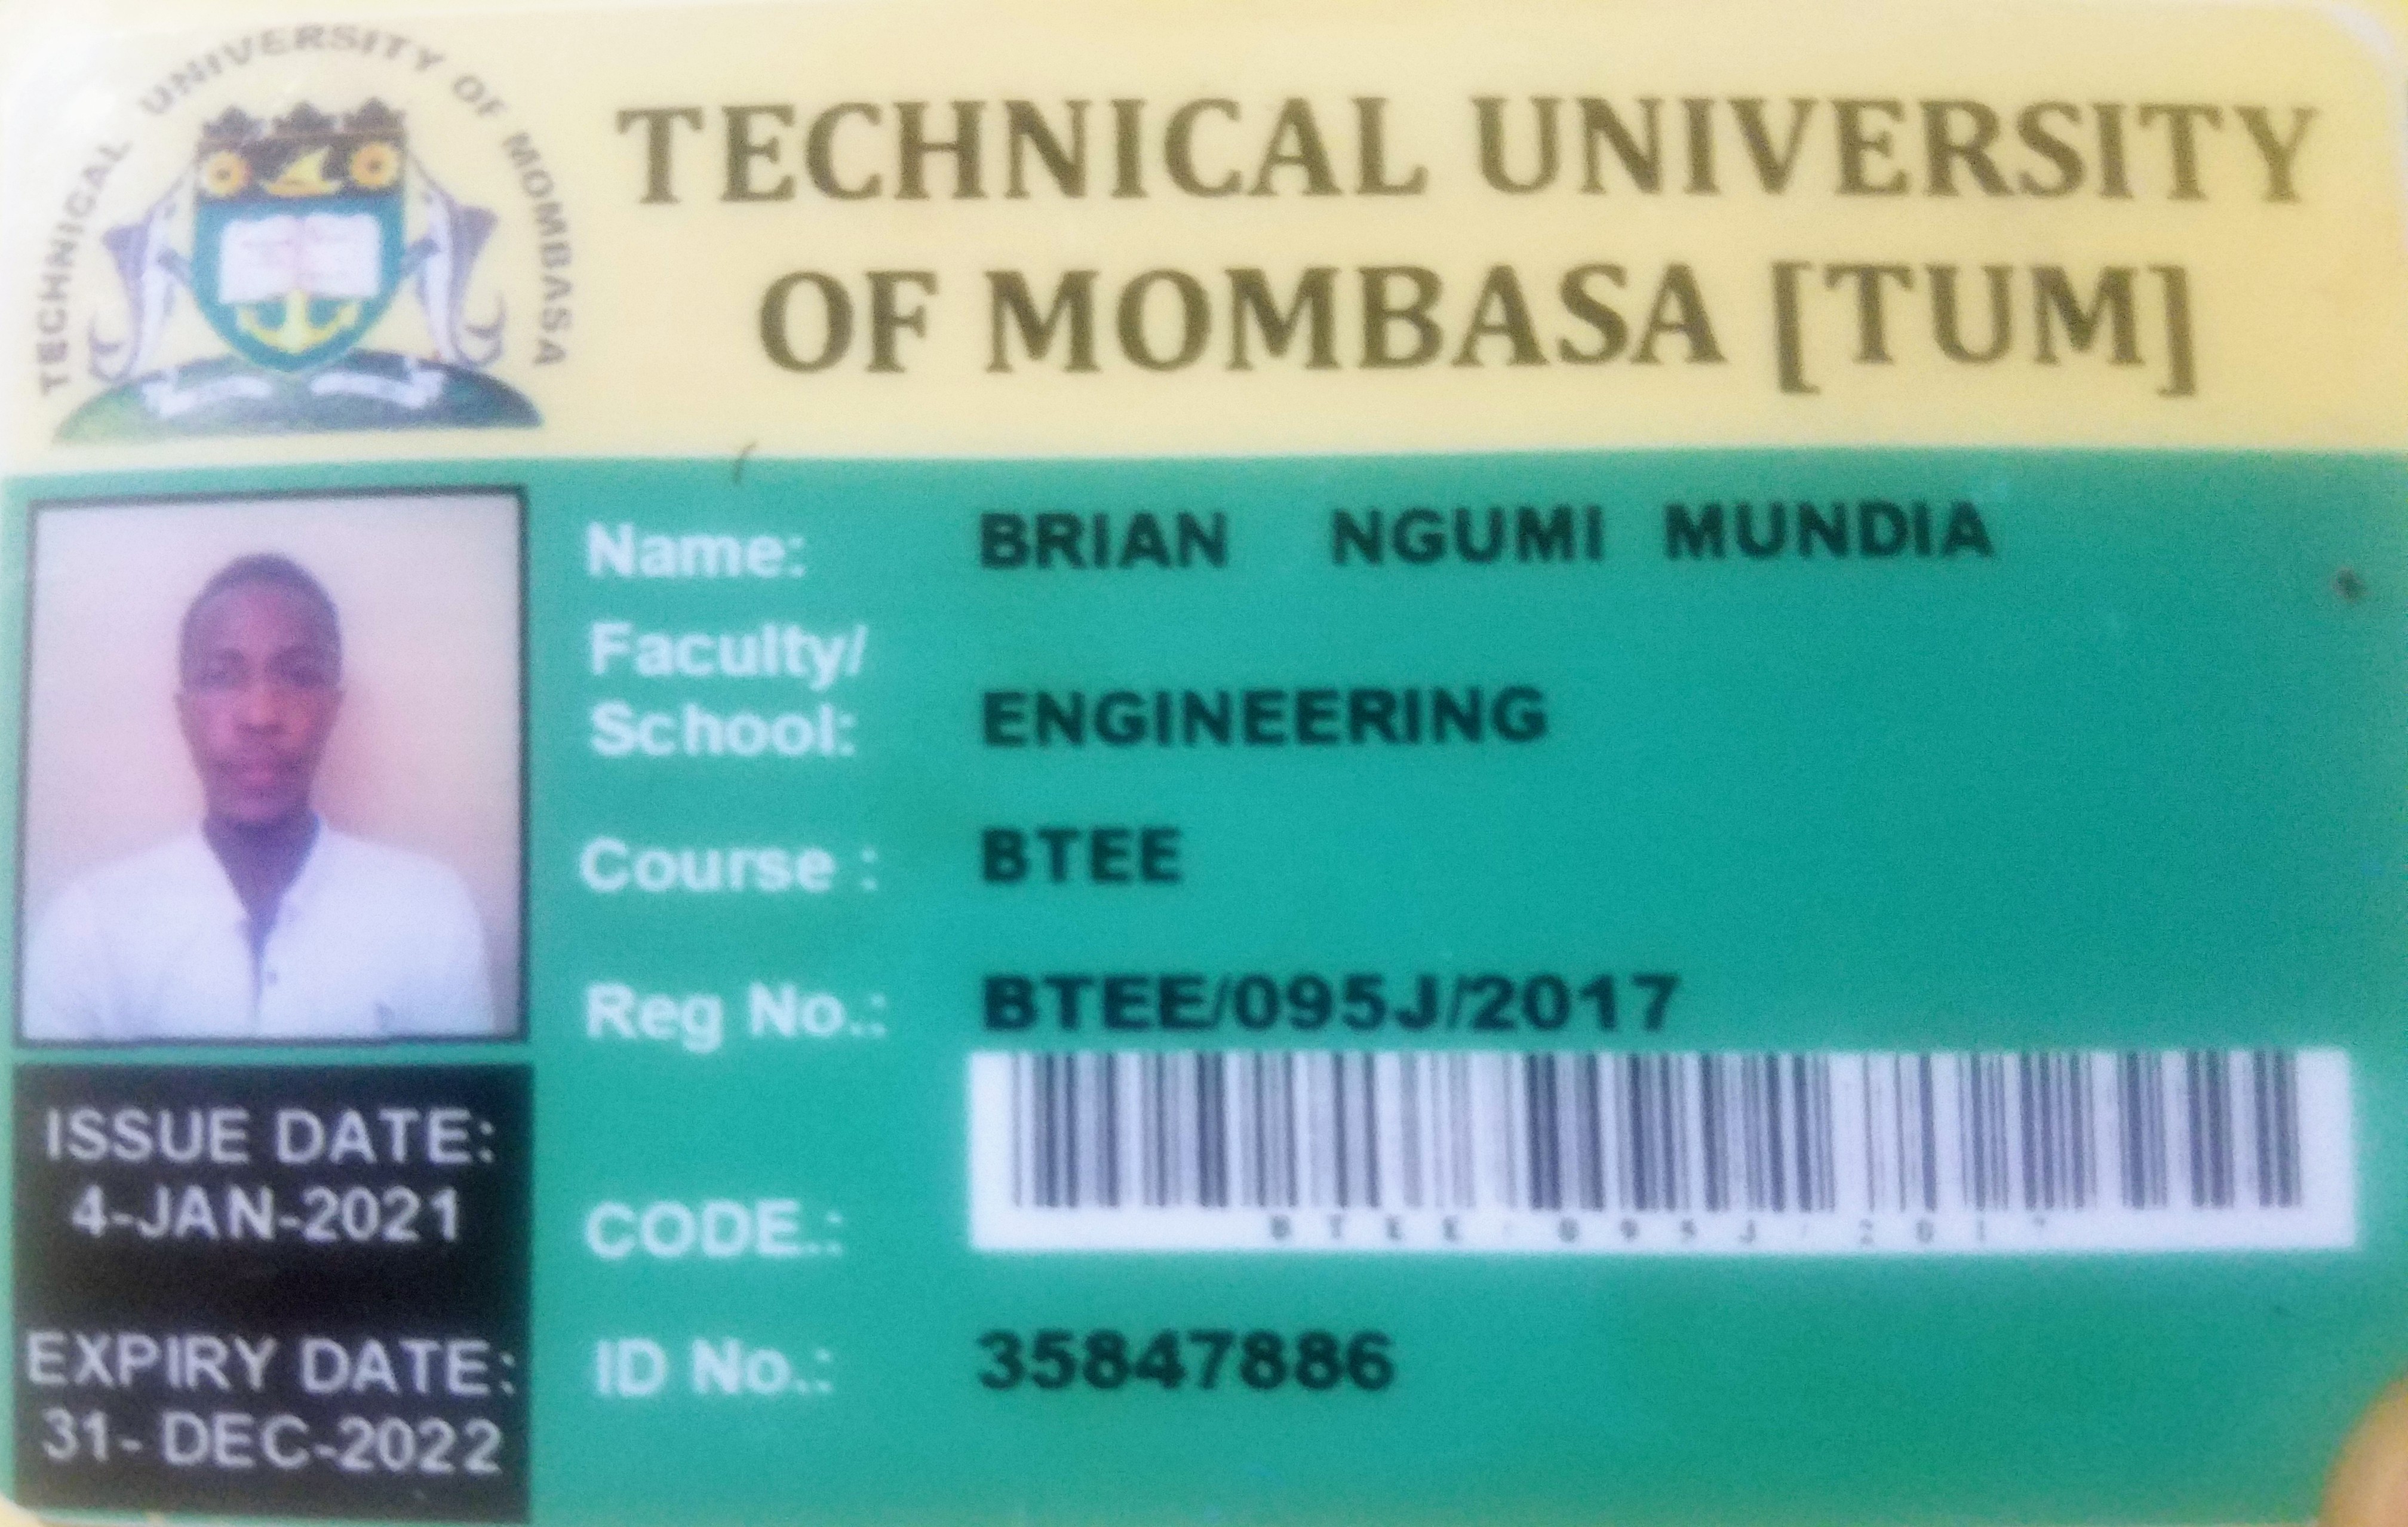 TECHNICAL UNIVERSITY OF MOMBASA
TECHNICAL UNIVERSITY
OF MOMBASA [TUM]
Name: BRIAN NGUMI MUNDIA
Faculty/
School: ENGINEERING
Course : BTEE
Reg No.: BTEE/095J/2017
CODE.:
BTEE/095J/201
ID No.: 35847886
ISSUE DATE:
4-JAN-2021
EXPIRY DATE:
31- DEC-2022